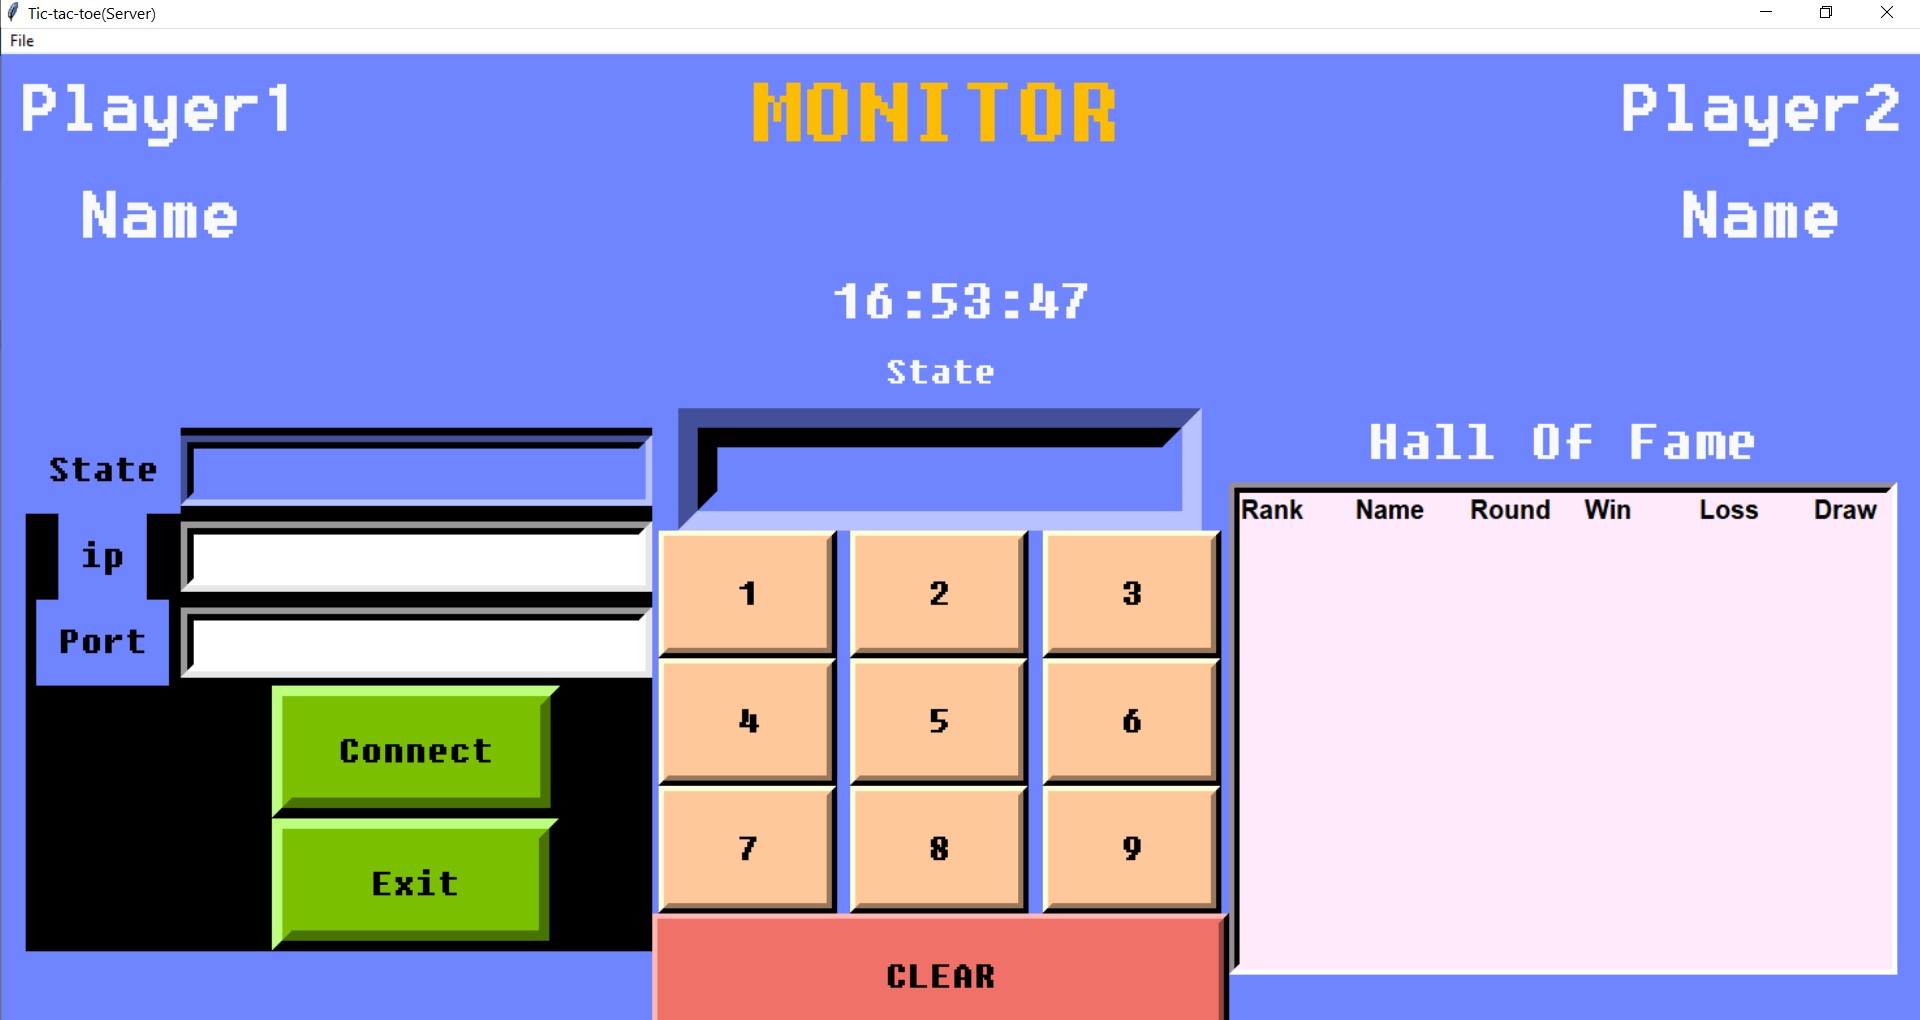 Tic-tac-toe(Server)
File
Player1 MONITOR Player2
Name Name
16:53:47
State
Hall Of Fame
State
Rank Name Round Win Loss Draw
ip
Port
1 2 3
4 5 6
7 8 9
Connect
Exit
CLEAR